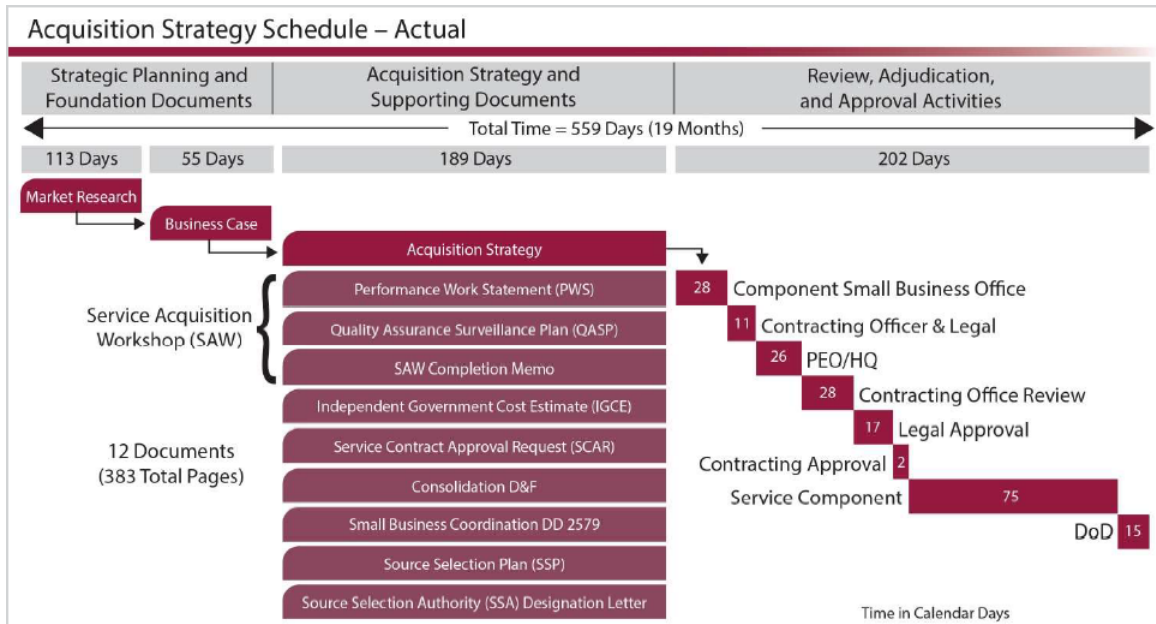 Acquisition Strategy Schedule – Actual
Strategic Planning and
Foundation Documents
Acquisition Strategy and
Supporting Documents
Review, Adjudication,
and Approval Activities
Total Time = 559 Days (19 Months)
113 Days
55 Days
189 Days
202 Days
Market Research
Business Case
Acquisition Strategy
Service Acquisition
Workshop (SAW)
Performance Work Statement (PWS)
Quality Assurance Surveillance Plan (QASP)
SAW Completion Memo
12 Documents
(383 Total Pages)
Independent Government Cost Estimate (IGCE)
Service Contract Approval Request (SCAR)
Consolidation D&F
Small Business Coordination DD 2579
Source Selection Plan (SSP)
Source Selection Authority (SSA) Designation Letter
28 Component Small Business Office
11 Contracting Officer & Legal
26 PEO/HQ
28 Contracting Office Review
17 Legal Approval
Contracting Approval 2
Service Component 75
DoD 15
Time in Calendar Days